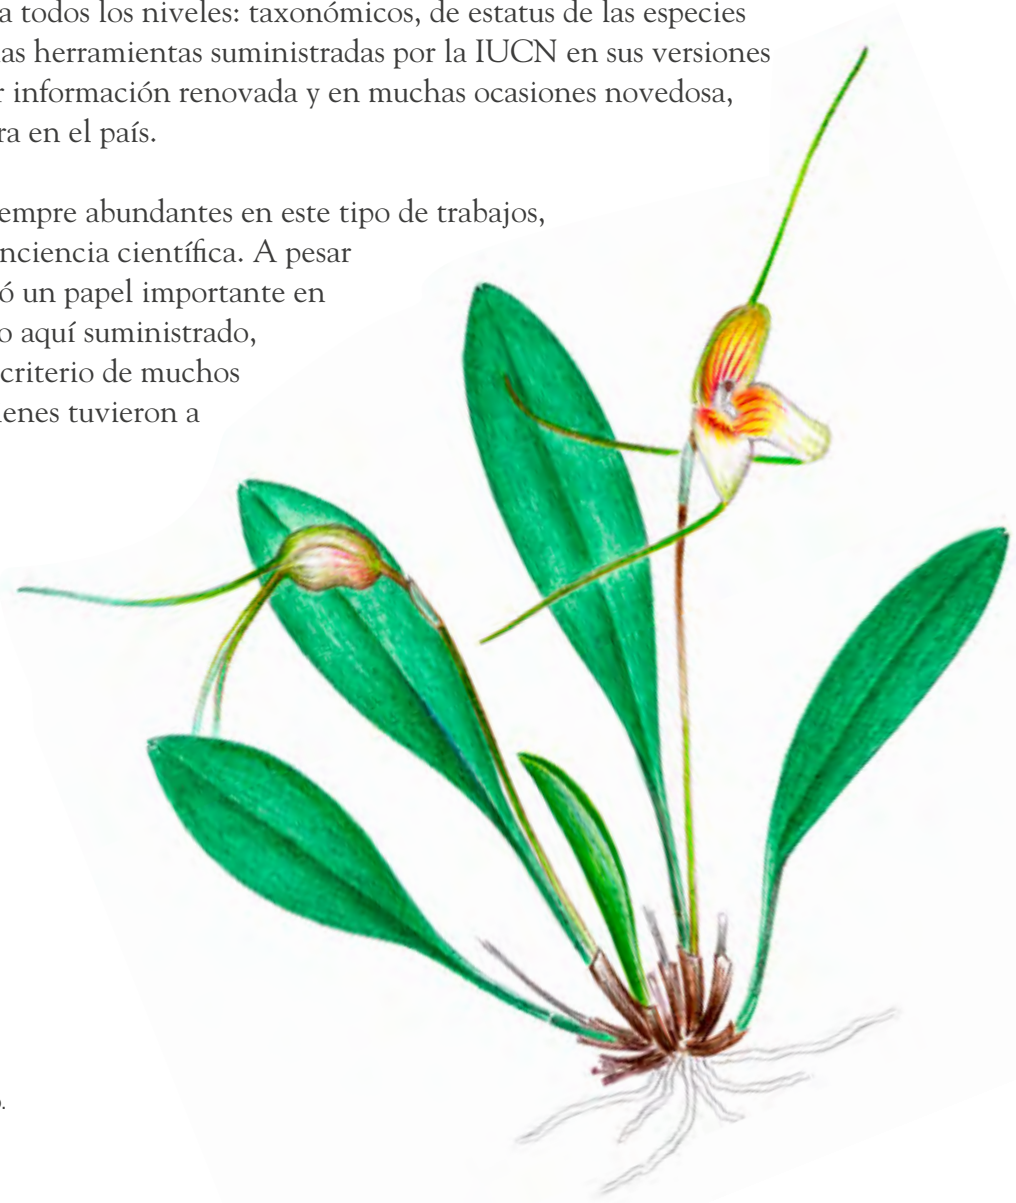 a todos los niveles: taxonómicos, de estatus de las especies
as herramientas suministradas por la IUCN en sus versiones
r información renovada y en muchas ocasiones novedosa,
ra en el país.
empre abundantes en este tipo de trabajos,
nciencia científica. A pesar
ó un papel importante en
o aquí suministrado,
criterio de muchos
ienes tuvieron a